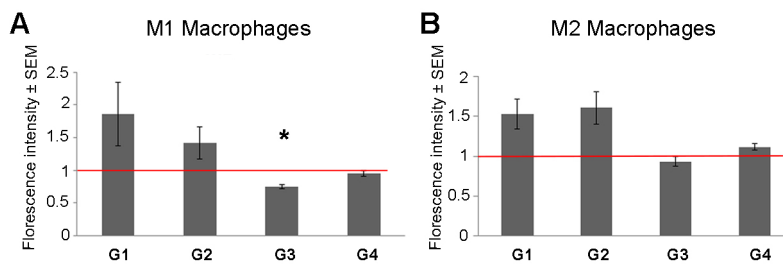 A
M1 Macrophages
Florescence intensity ± SEM
2.5
2
1.5
1
0.5
0
*
G1 G2 G3 G4
B
M2 Macrophages
Florescence intensity ± SEM
2
1.5
1
0.5
0
G1 G2 G3 G4